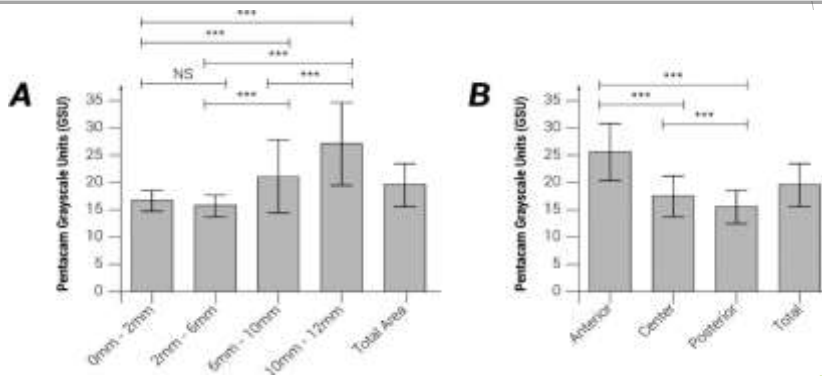 A
Pentacam Grayscale Units (GSU)
***
***
***
NS
***
***
35
30
25
20
15
10
5
0
0mm - 2mm
2mm - 6mm
6mm - 10mm
10mm - 12mm
Total Area
B
Pentacam Grayscale Units (GSU)
***
***
***
35
30
25
20
15
10
5
0
Anterior
Center
Posterior
Total